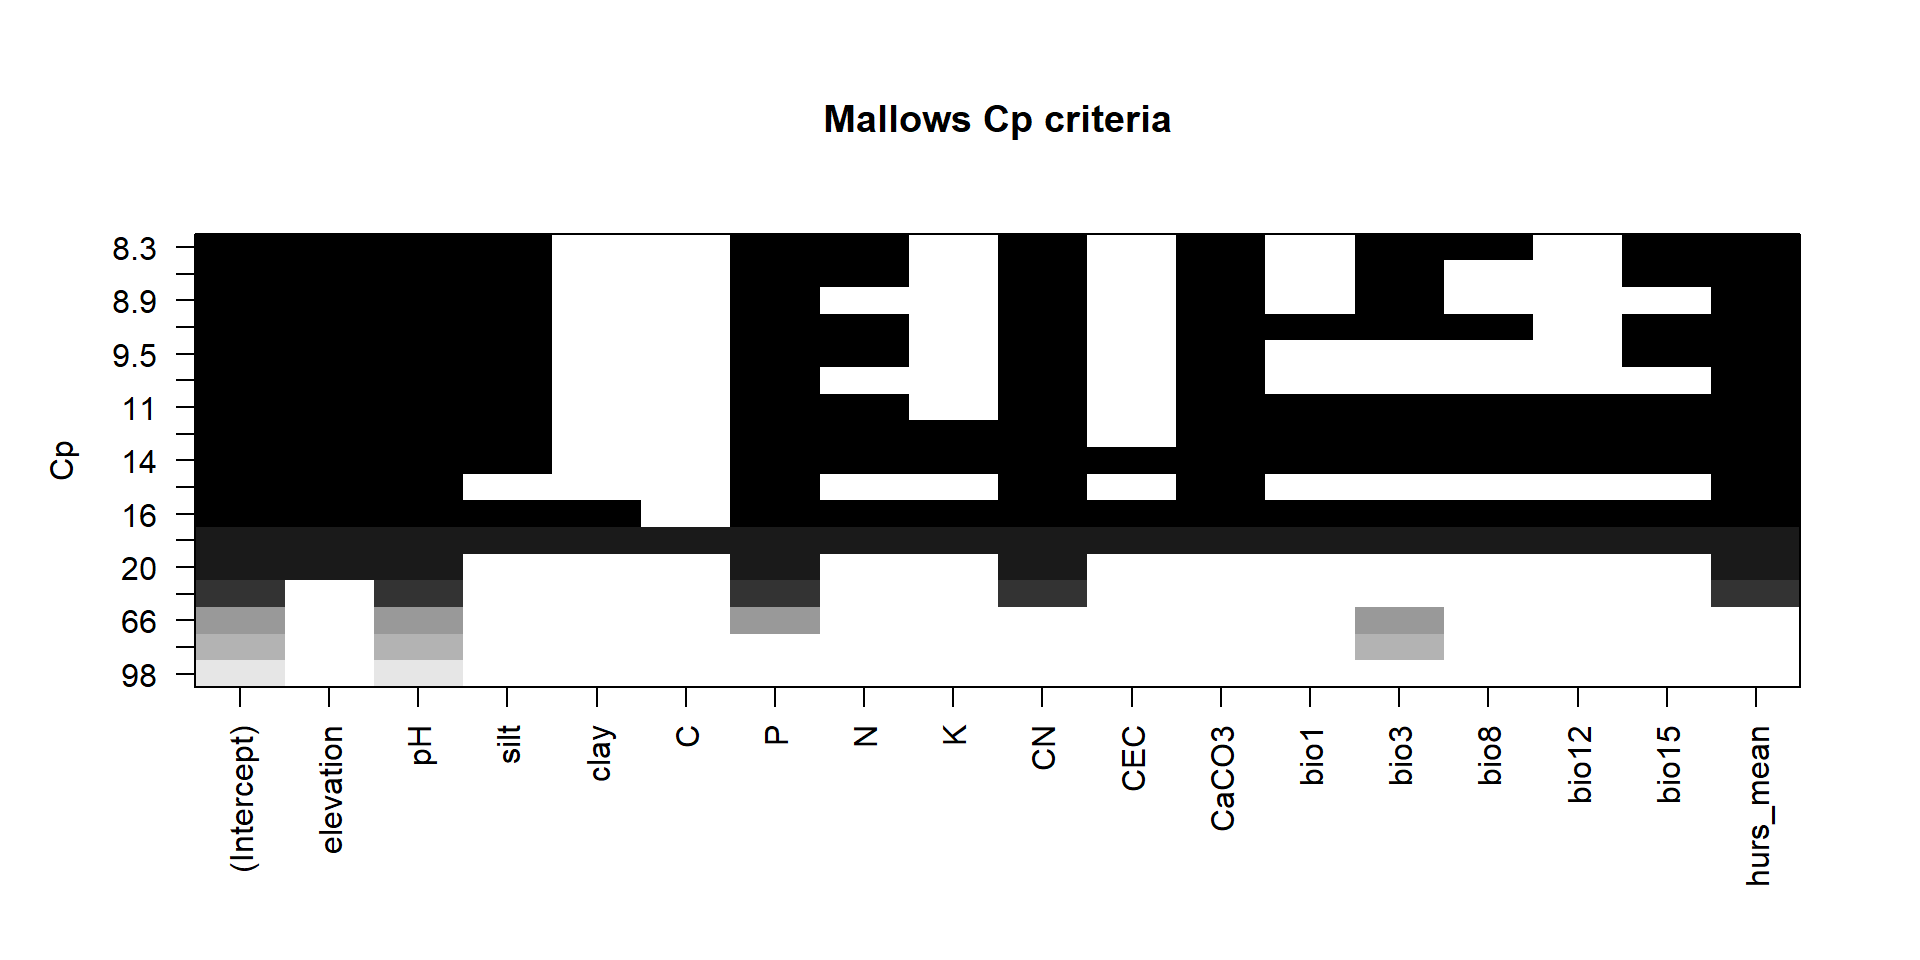 Mallows Cp criteria
8.3
8.9
9.5
11
14
16
20
66
98
Cp
(Intercept)
elevation
pH
silt
clay
C
P
N
K
CN
CEC
CaCO3
bio1
bio3
bio8
bio12
bio15
hurs_mean